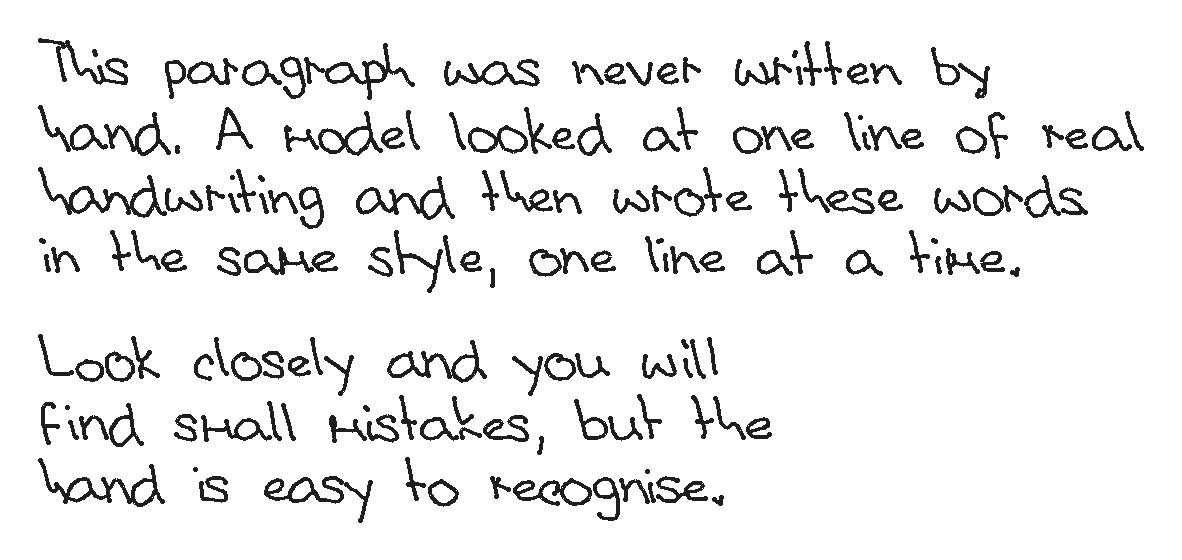 This paragraph was never written by
hand. A model looked at one line of real
handwriting and then wrote these words
in the same style, one line at a time.
Look closely and you will
find small mistakes, but the
hand is easy to recognise.